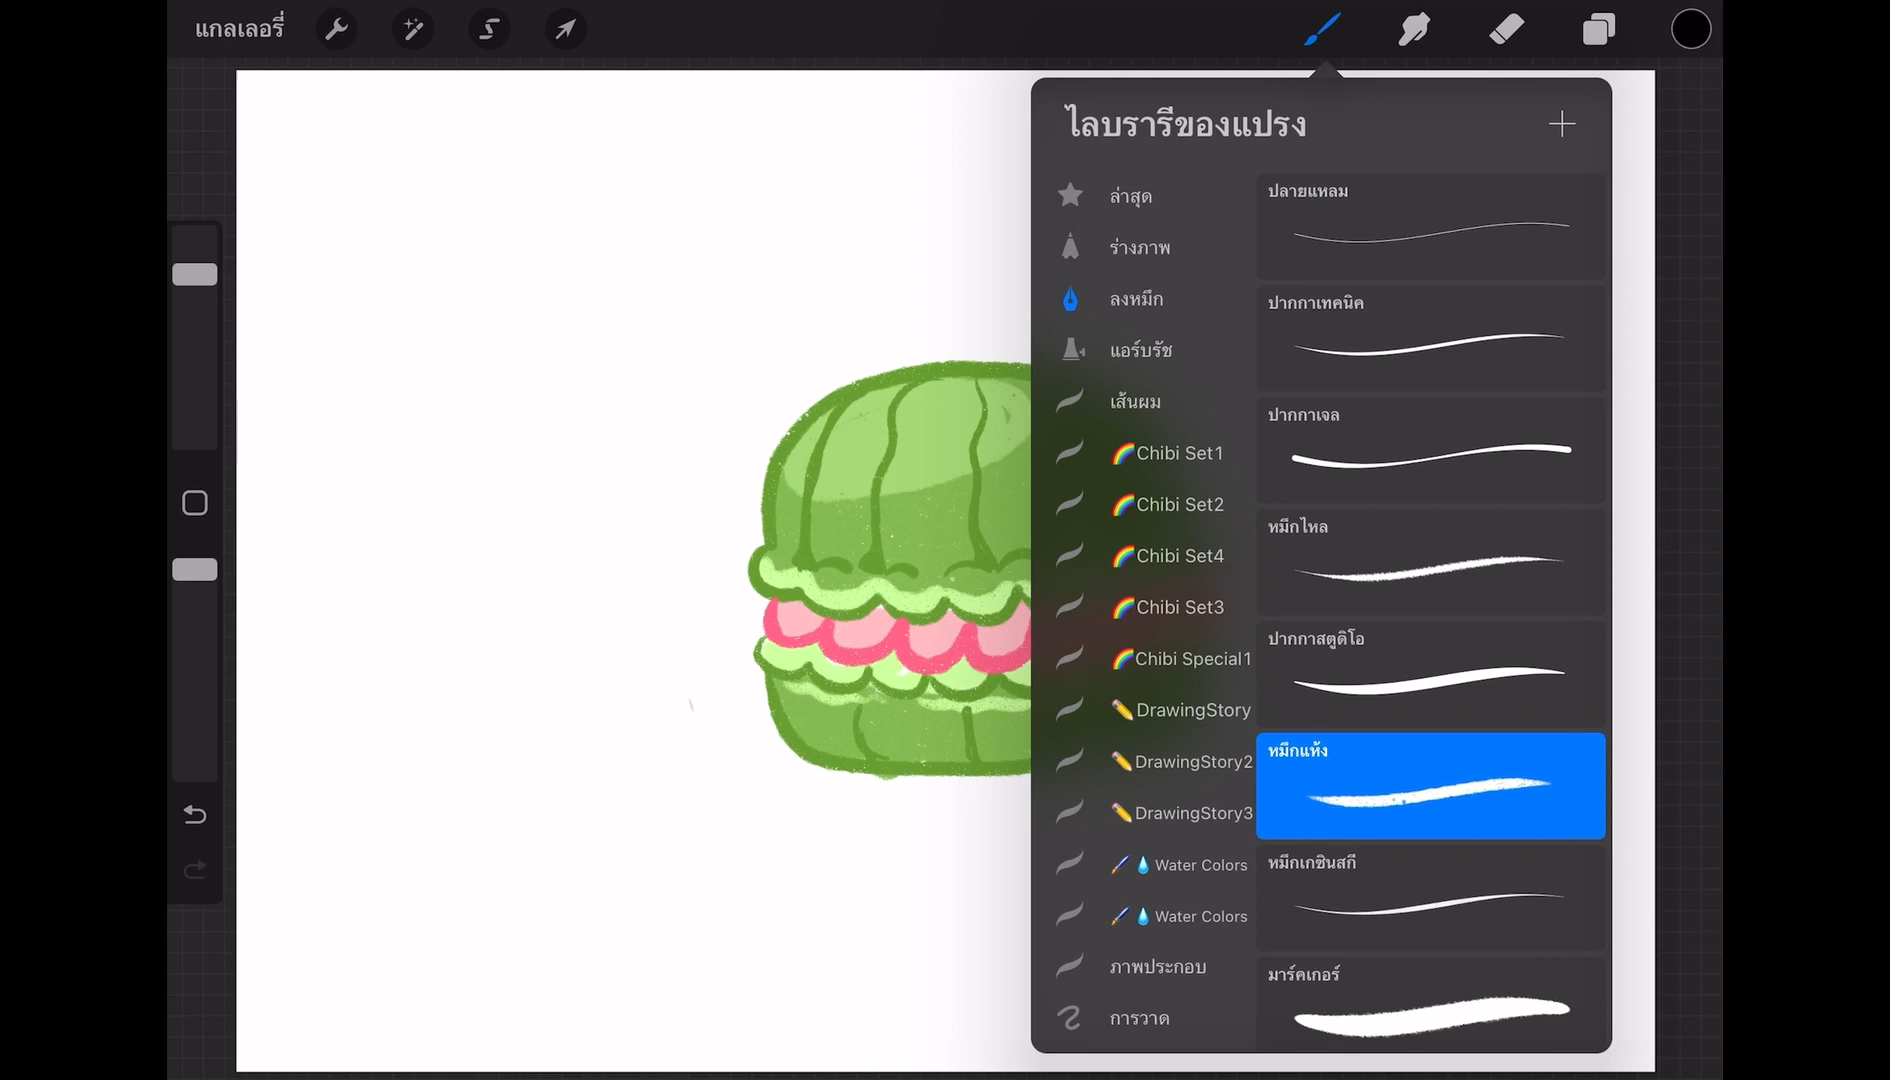 แกลเลอรี่
ไลบรารีของแปรง
ล่าสุด
ร่างภาพ
ลงหมึก
แอร์บรัช
เส้นผม
🌈Chibi Set1
🌈Chibi Set2
🌈Chibi Set4
🌈Chibi Set3
🌈Chibi Special1
✏️DrawingStory
✏️DrawingStory2
✏️DrawingStory3
🖌️💧Water Colors
🖌️💧Water Colors
ภาพประกอบ
การวาด
ปลายแหลม
ปากกาเทคนิค
ปากกาเจล
หมึกไหล
ปากกาสตูดิโอ
หมึกแห้ง
หมึกเกซินสกี
มาร์คเกอร์